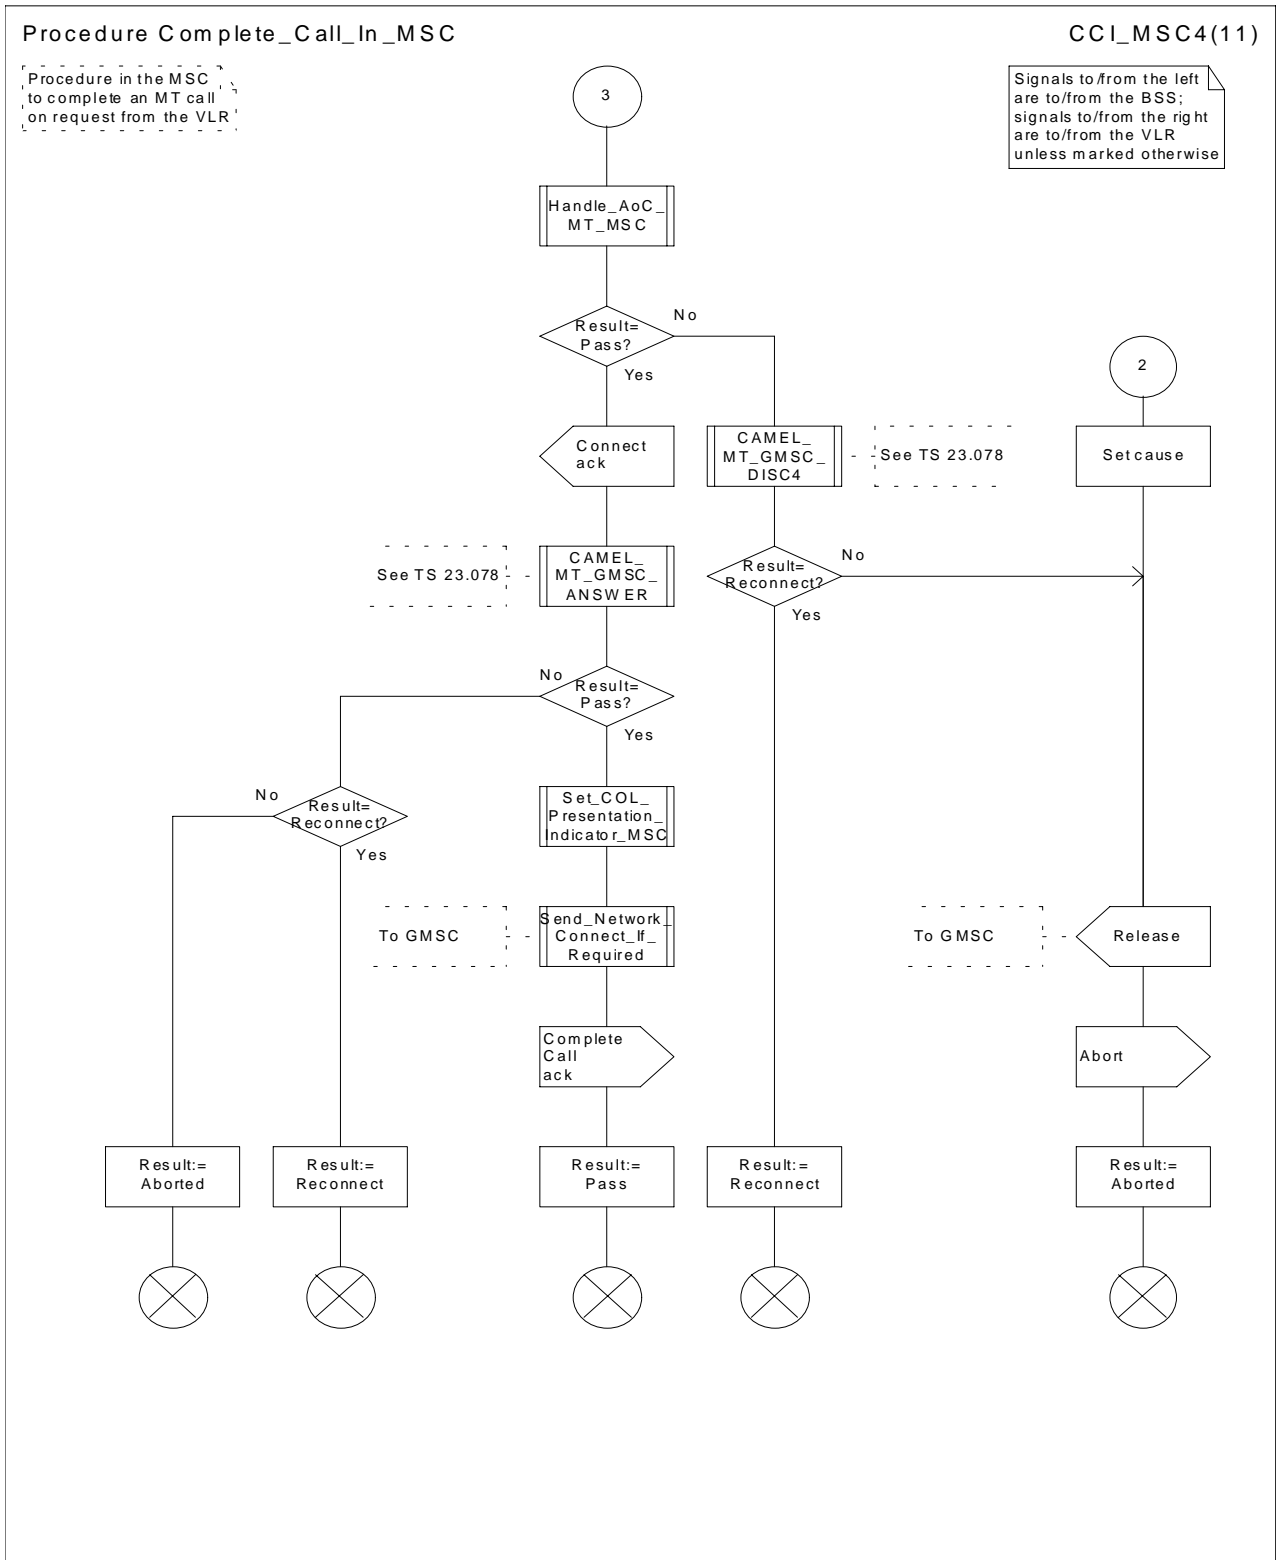 Procedure Complete_Call_In_MSC
CCI_MSC4(11)
Procedure in the MSC
to complete an MT call
on request from the VLR
Signals to/from the left
are to/from the BSS;
signals to/from the right
are to/from the VLR
unless marked otherwise
3
Handle_AoC_
MT_MSC
Result=
Pass?
No
Yes
2
Connect
ack
CAMEL_
MT_GMSC_
DISC4
See TS 23.078
Set cause
See TS 23.078
CAMEL_
MT_GMSC_
ANSWER
Result=
Reconnect?
No
Yes
No
Result=
Pass?
Yes
No
Result=
Reconnect?
Yes
Set_COL_
Presentation_
Indicator_MSC
To GMSC
Send_Network_
Connect_If_
Required
To GMSC
Release
Complete
Call
ack
Abort
Result:=
Aborted
Result:=
Reconnect
Result:=
Pass
Result:=
Reconnect
Result:=
Aborted